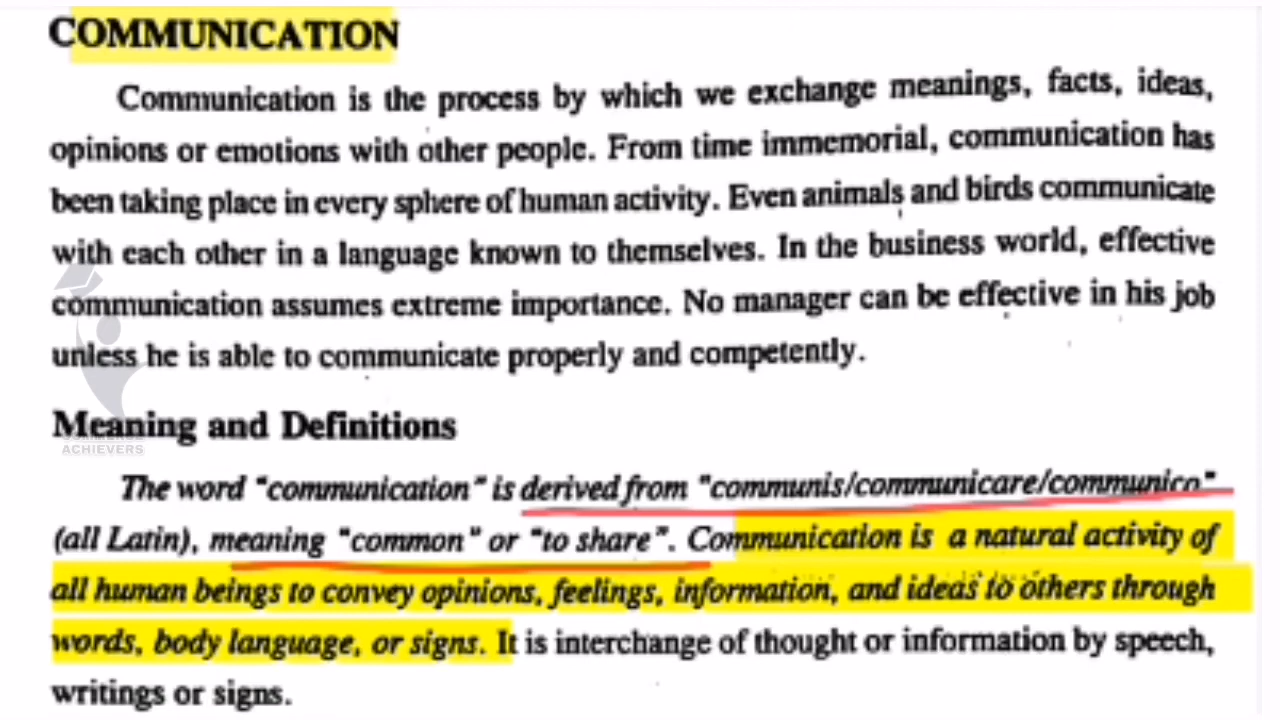 COMMUNICATION
Communication is the process by which we exchange meanings, facts, ideas,
opinions or emotions with other people. From time immemorial, communication has
been taking place in every sphere of human activity. Even animals and birds communicate
with each other in a language known to themselves. In the business world, effective
communication assumes extreme importance. No manager can be effective in his job
unless he is able to communicate properly and competently.
Meaning and Definitions
COMMERCE
ACHIEVERS
The word "communication" is derived from "communis/communicare/communico"
(all Latin), meaning "common" or "to share". Communication is a natural activity of
all human beings to convey opinions, feelings, information, and ideas to others through
words, body language, or signs. It is interchange of thought or information by speech,
writings or signs.